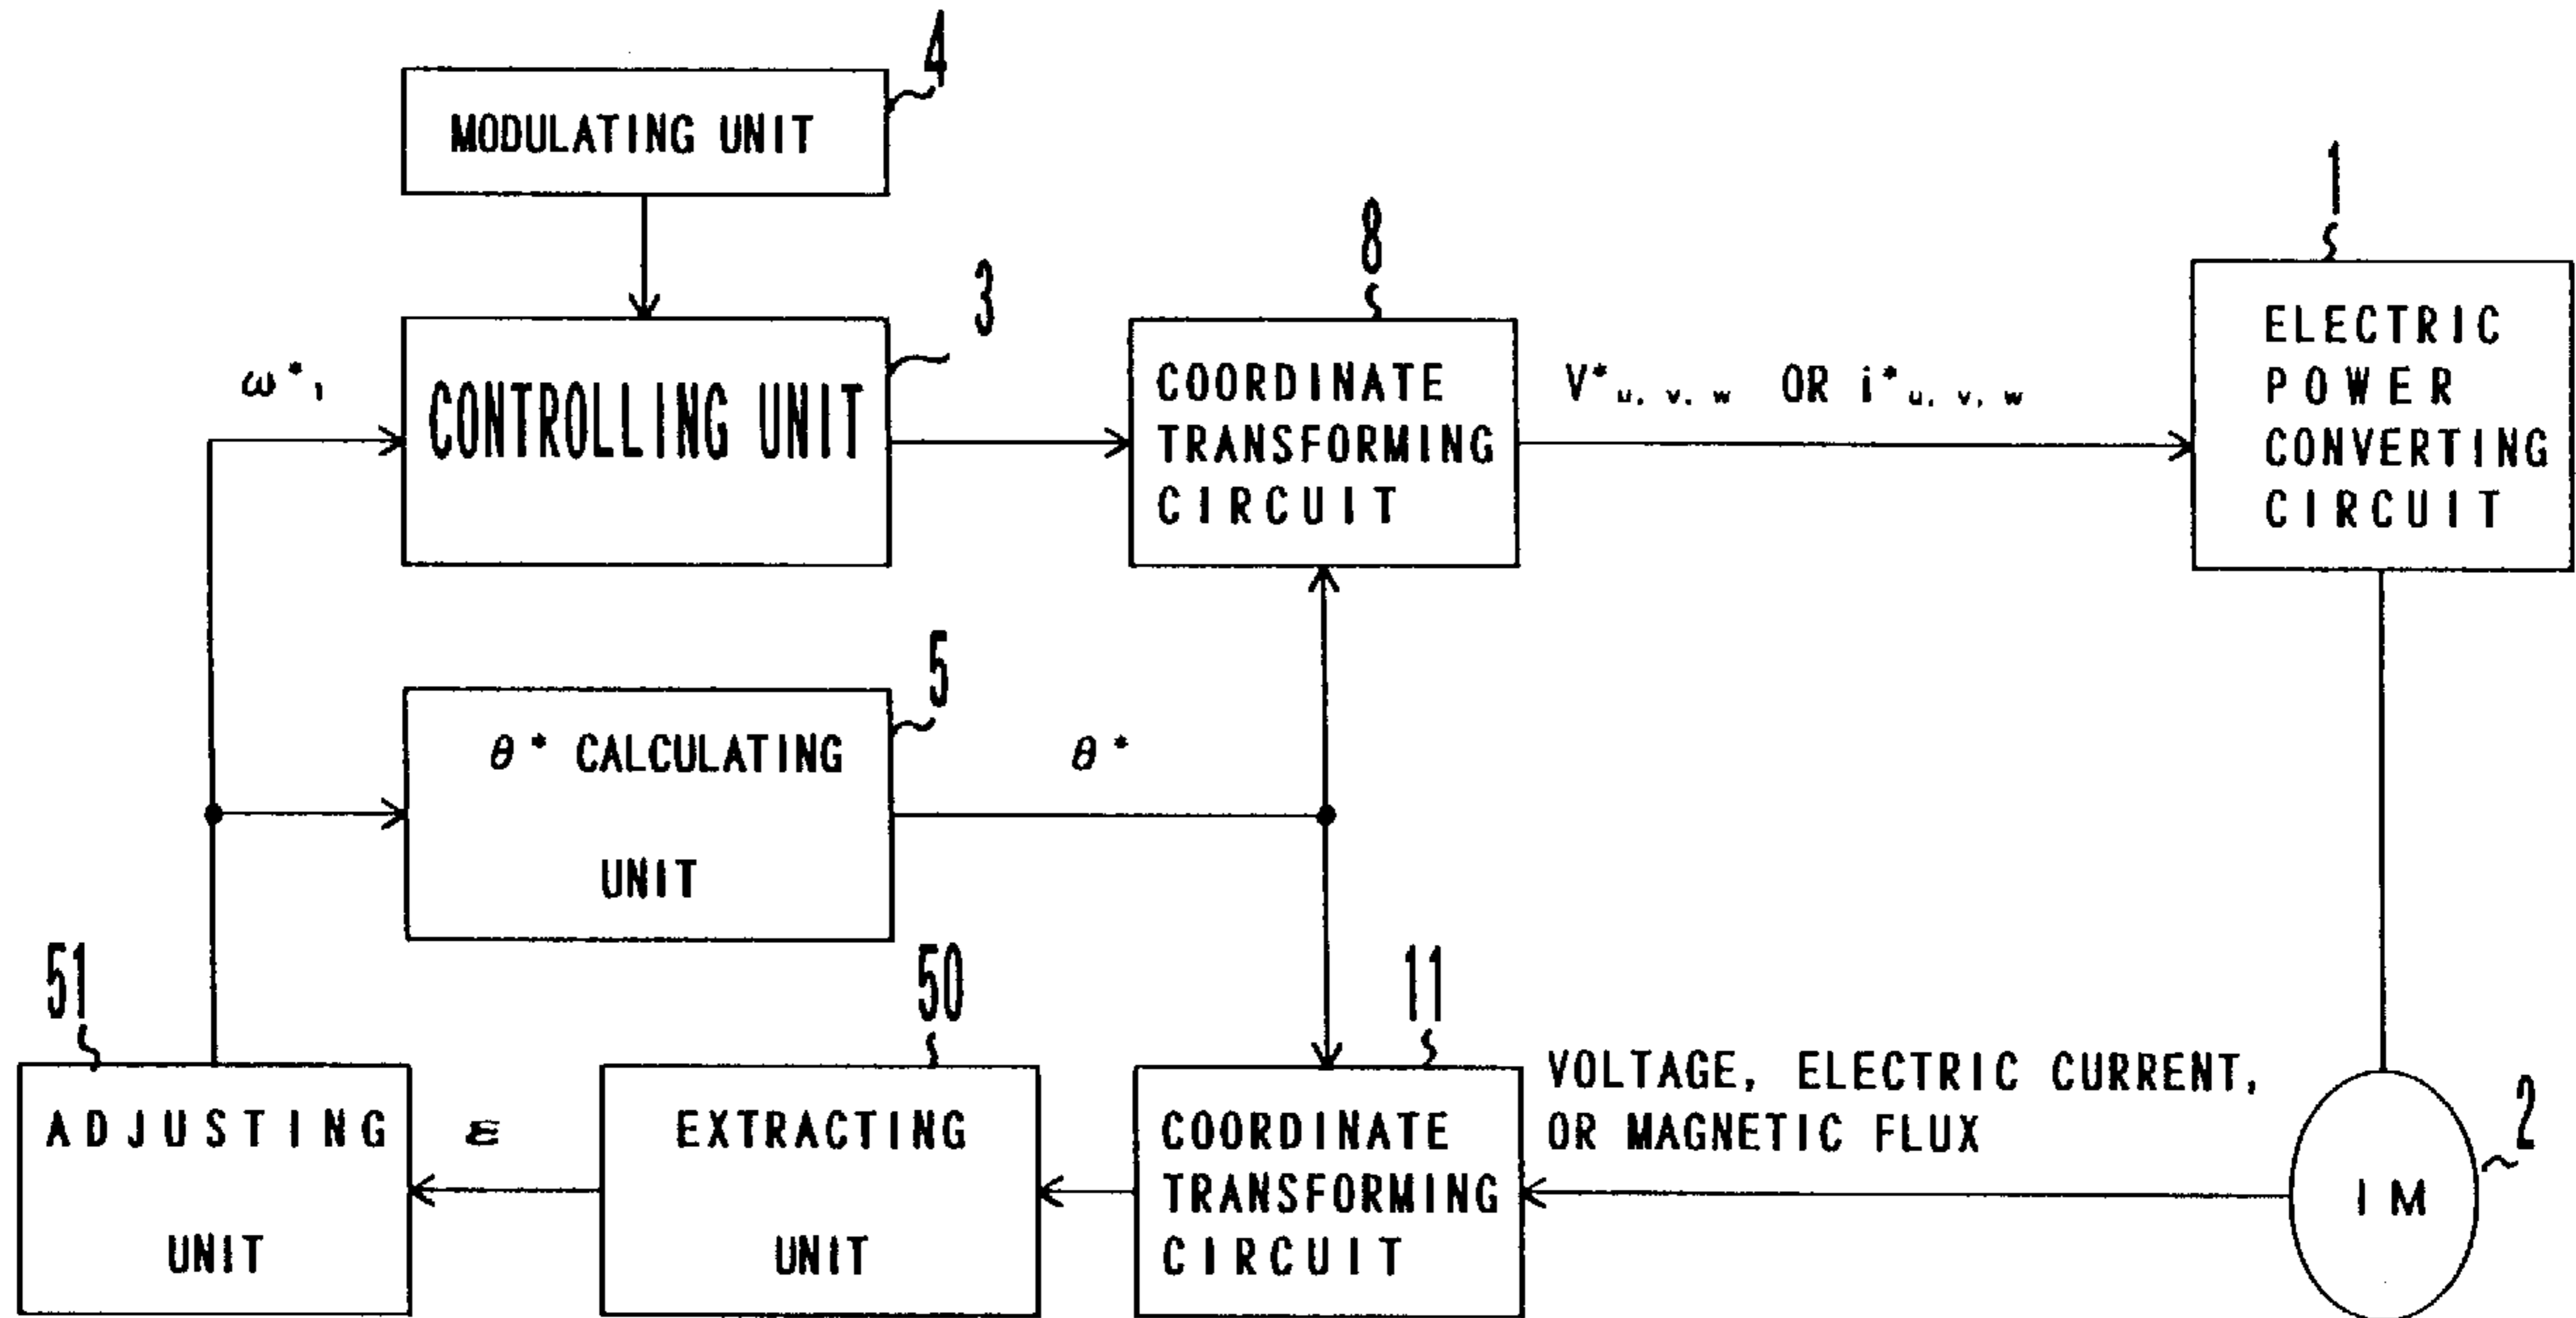 4
MODULATING UNIT
1
8
3
ELECTRIC
POWER
CONVERTING
CIRCUIT
ω*₁
CONTROLLING UNIT
COORDINATE
TRANSFORMING
CIRCUIT
V*u, v, w OR i*u, v, w
5
θ* CALCULATING
UNIT
θ*
51
50
11
ADJUSTING
UNIT
ε
EXTRACTING
UNIT
COORDINATE
TRANSFORMING
CIRCUIT
VOLTAGE, ELECTRIC CURRENT,
OR MAGNETIC FLUX
2
IM